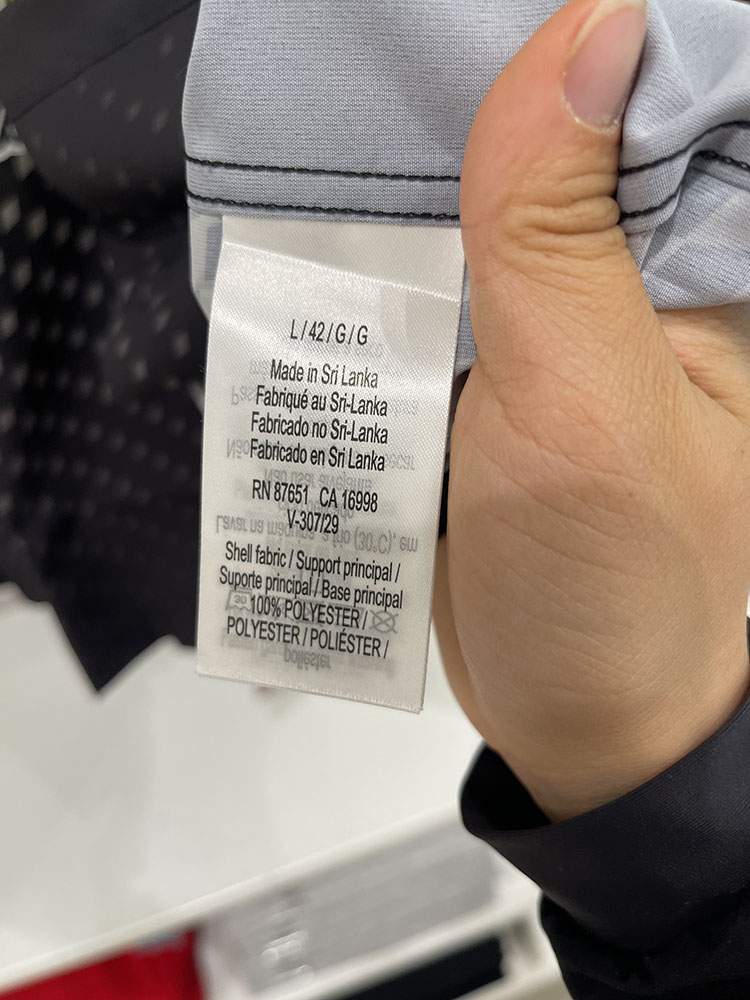 L/42/G/G
Made in Sri Lanka
Fabriqué au Sri-Lanka
Fabricado no Sri-Lanka
Fabricado en Sri Lanka
RN 87651 CA 16998
V-307/29
Shell fabric / Support principal /
Suporte principal / Base principal
100% POLYESTER /
POLYESTER / POLIÉSTER /